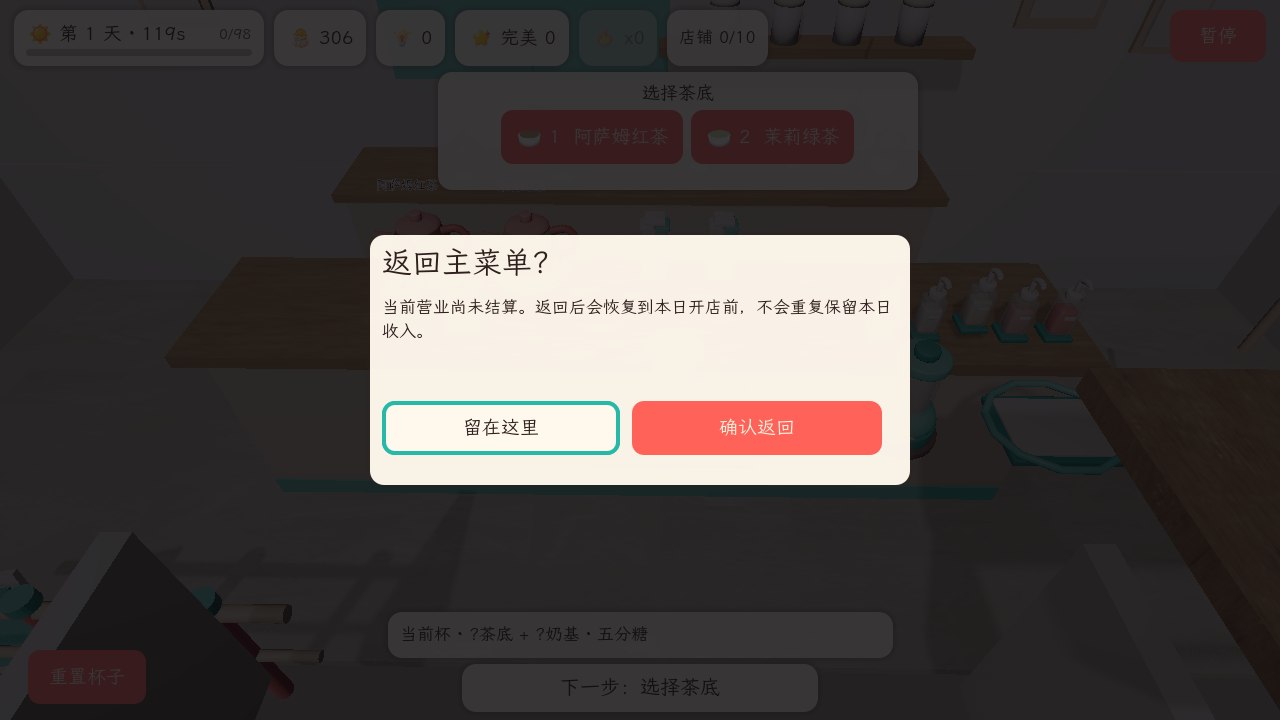 第 1 天·119s
0/98
306
0
完美 0
x0
店铺 0/10
暂停
选择茶底
1 阿萨姆红茶
2 茉莉绿茶
返回主菜单?
当前营业尚未结算。返回后会恢复到本日开店前，不会重复保留本日
收入。
留在这里
确认返回
当前杯·?茶底 + ?奶基·五分糖
重置杯子
下一步：选择茶底